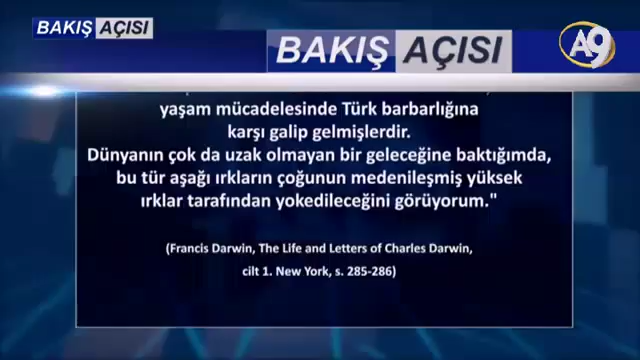 BAKIŞ AÇISI
BAKIŞ AÇISI
A9
yaşam mücadelesinde Türk barbarlığına
karşı galip gelmişlerdir.
Dünyanın çok da uzak olmayan bir geleceğine baktığımda,
bu tür aşağı ırkların çoğunun medenileşmiş yüksek
ırklar tarafından yokedileceğini görüyorum."
(Francis Darwin, The Life and Letters of Charles Darwin,
cilt 1. New York, s. 285-286)